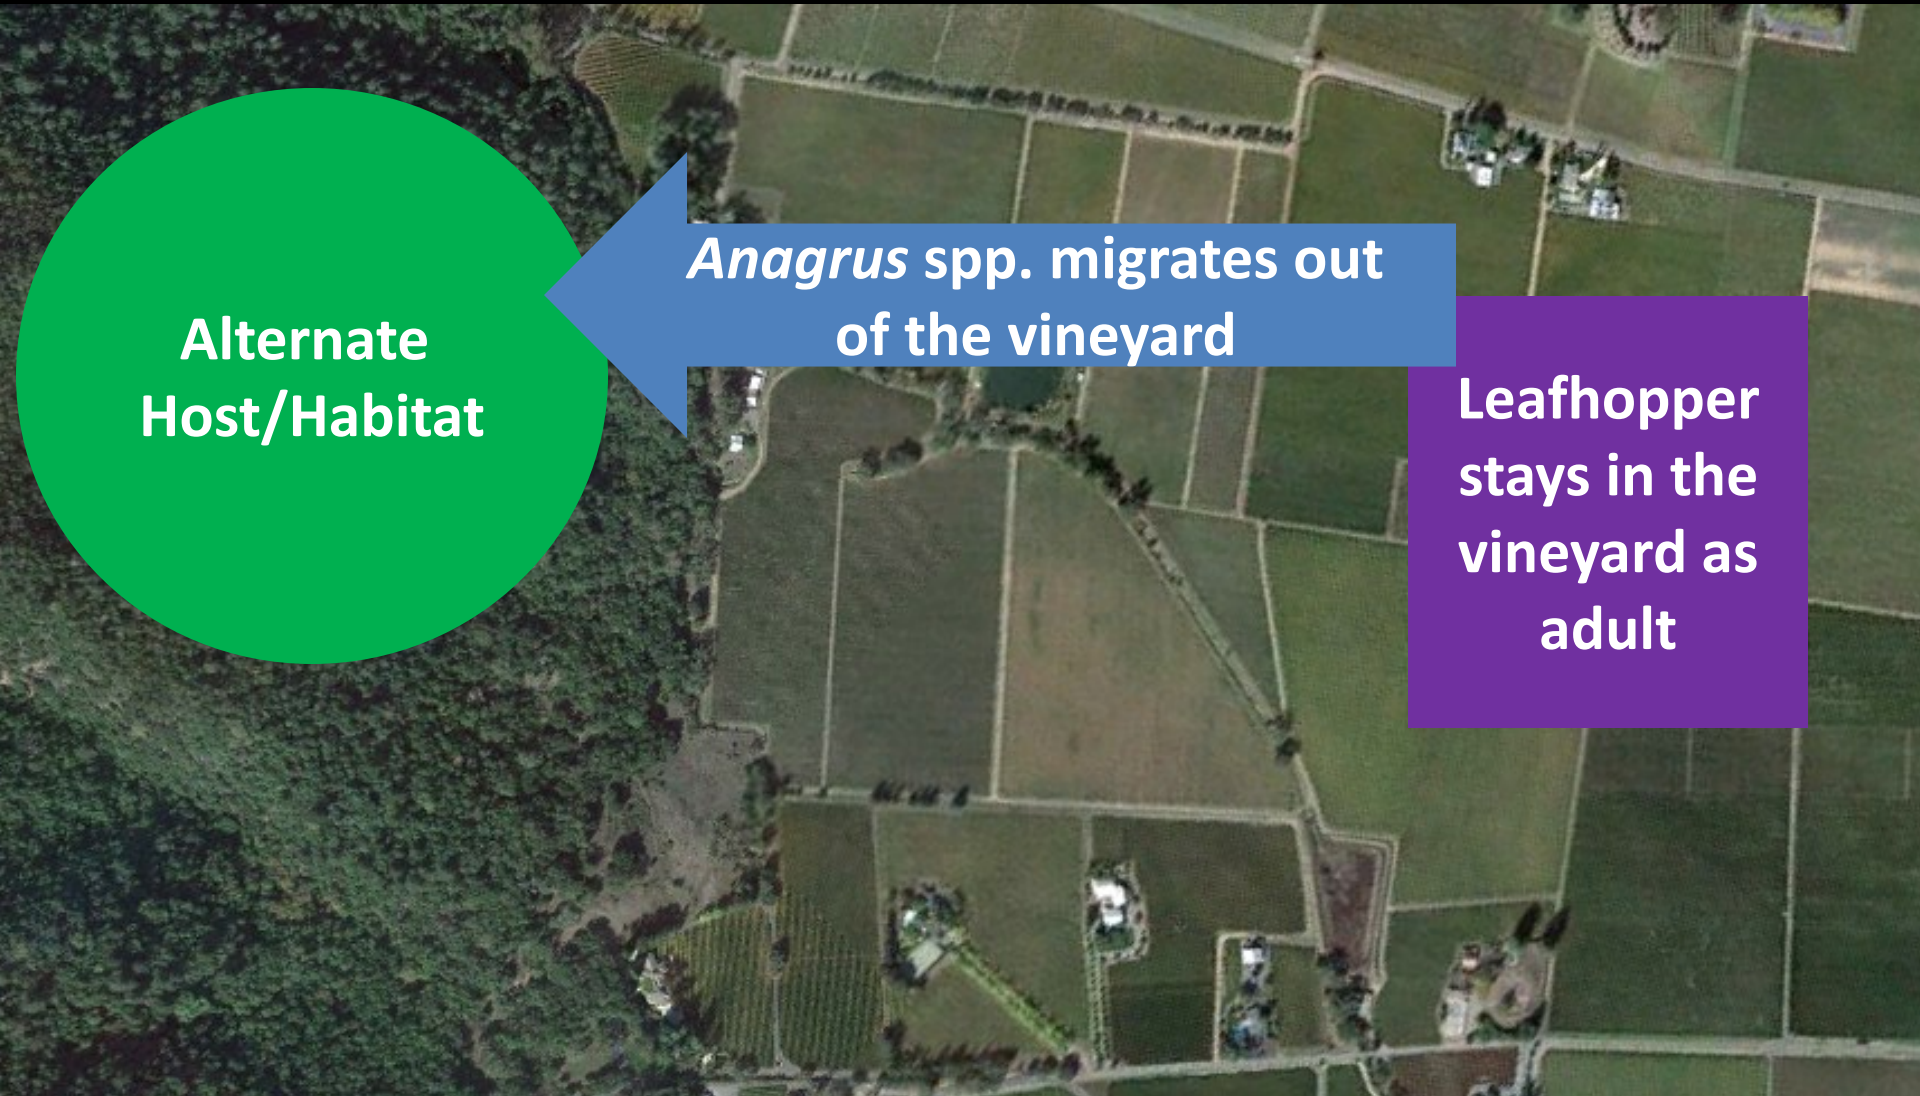 Alternate
Host/Habitat
Anagrus spp. migrates out
of the vineyard
Leafhopper
stays in the
vineyard as
adult